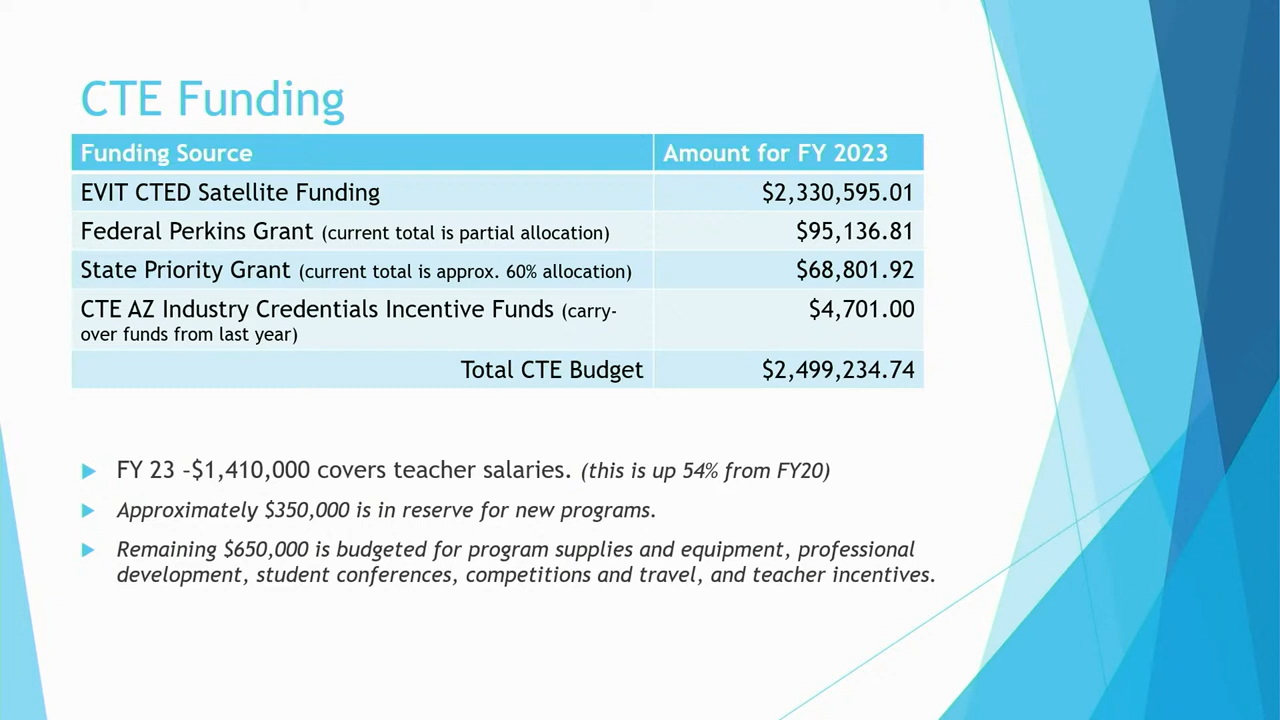 CTE Funding
Funding Source Amount for FY 2023
EVIT CTED Satellite Funding $2,330,595.01
Federal Perkins Grant (current total is partial allocation) $95,136.81
State Priority Grant (current total is approx. 60% allocation) $68,801.92
CTE AZ Industry Credentials Incentive Funds (carry- $4,701.00
over funds from last year)
Total CTE Budget $2,499,234.74
FY 23 -$1,410,000 covers teacher salaries. (this is up 54% from FY20)
Approximately $350,000 is in reserve for new programs.
Remaining $650,000 is budgeted for program supplies and equipment, professional
development, student conferences, competitions and travel, and teacher incentives.